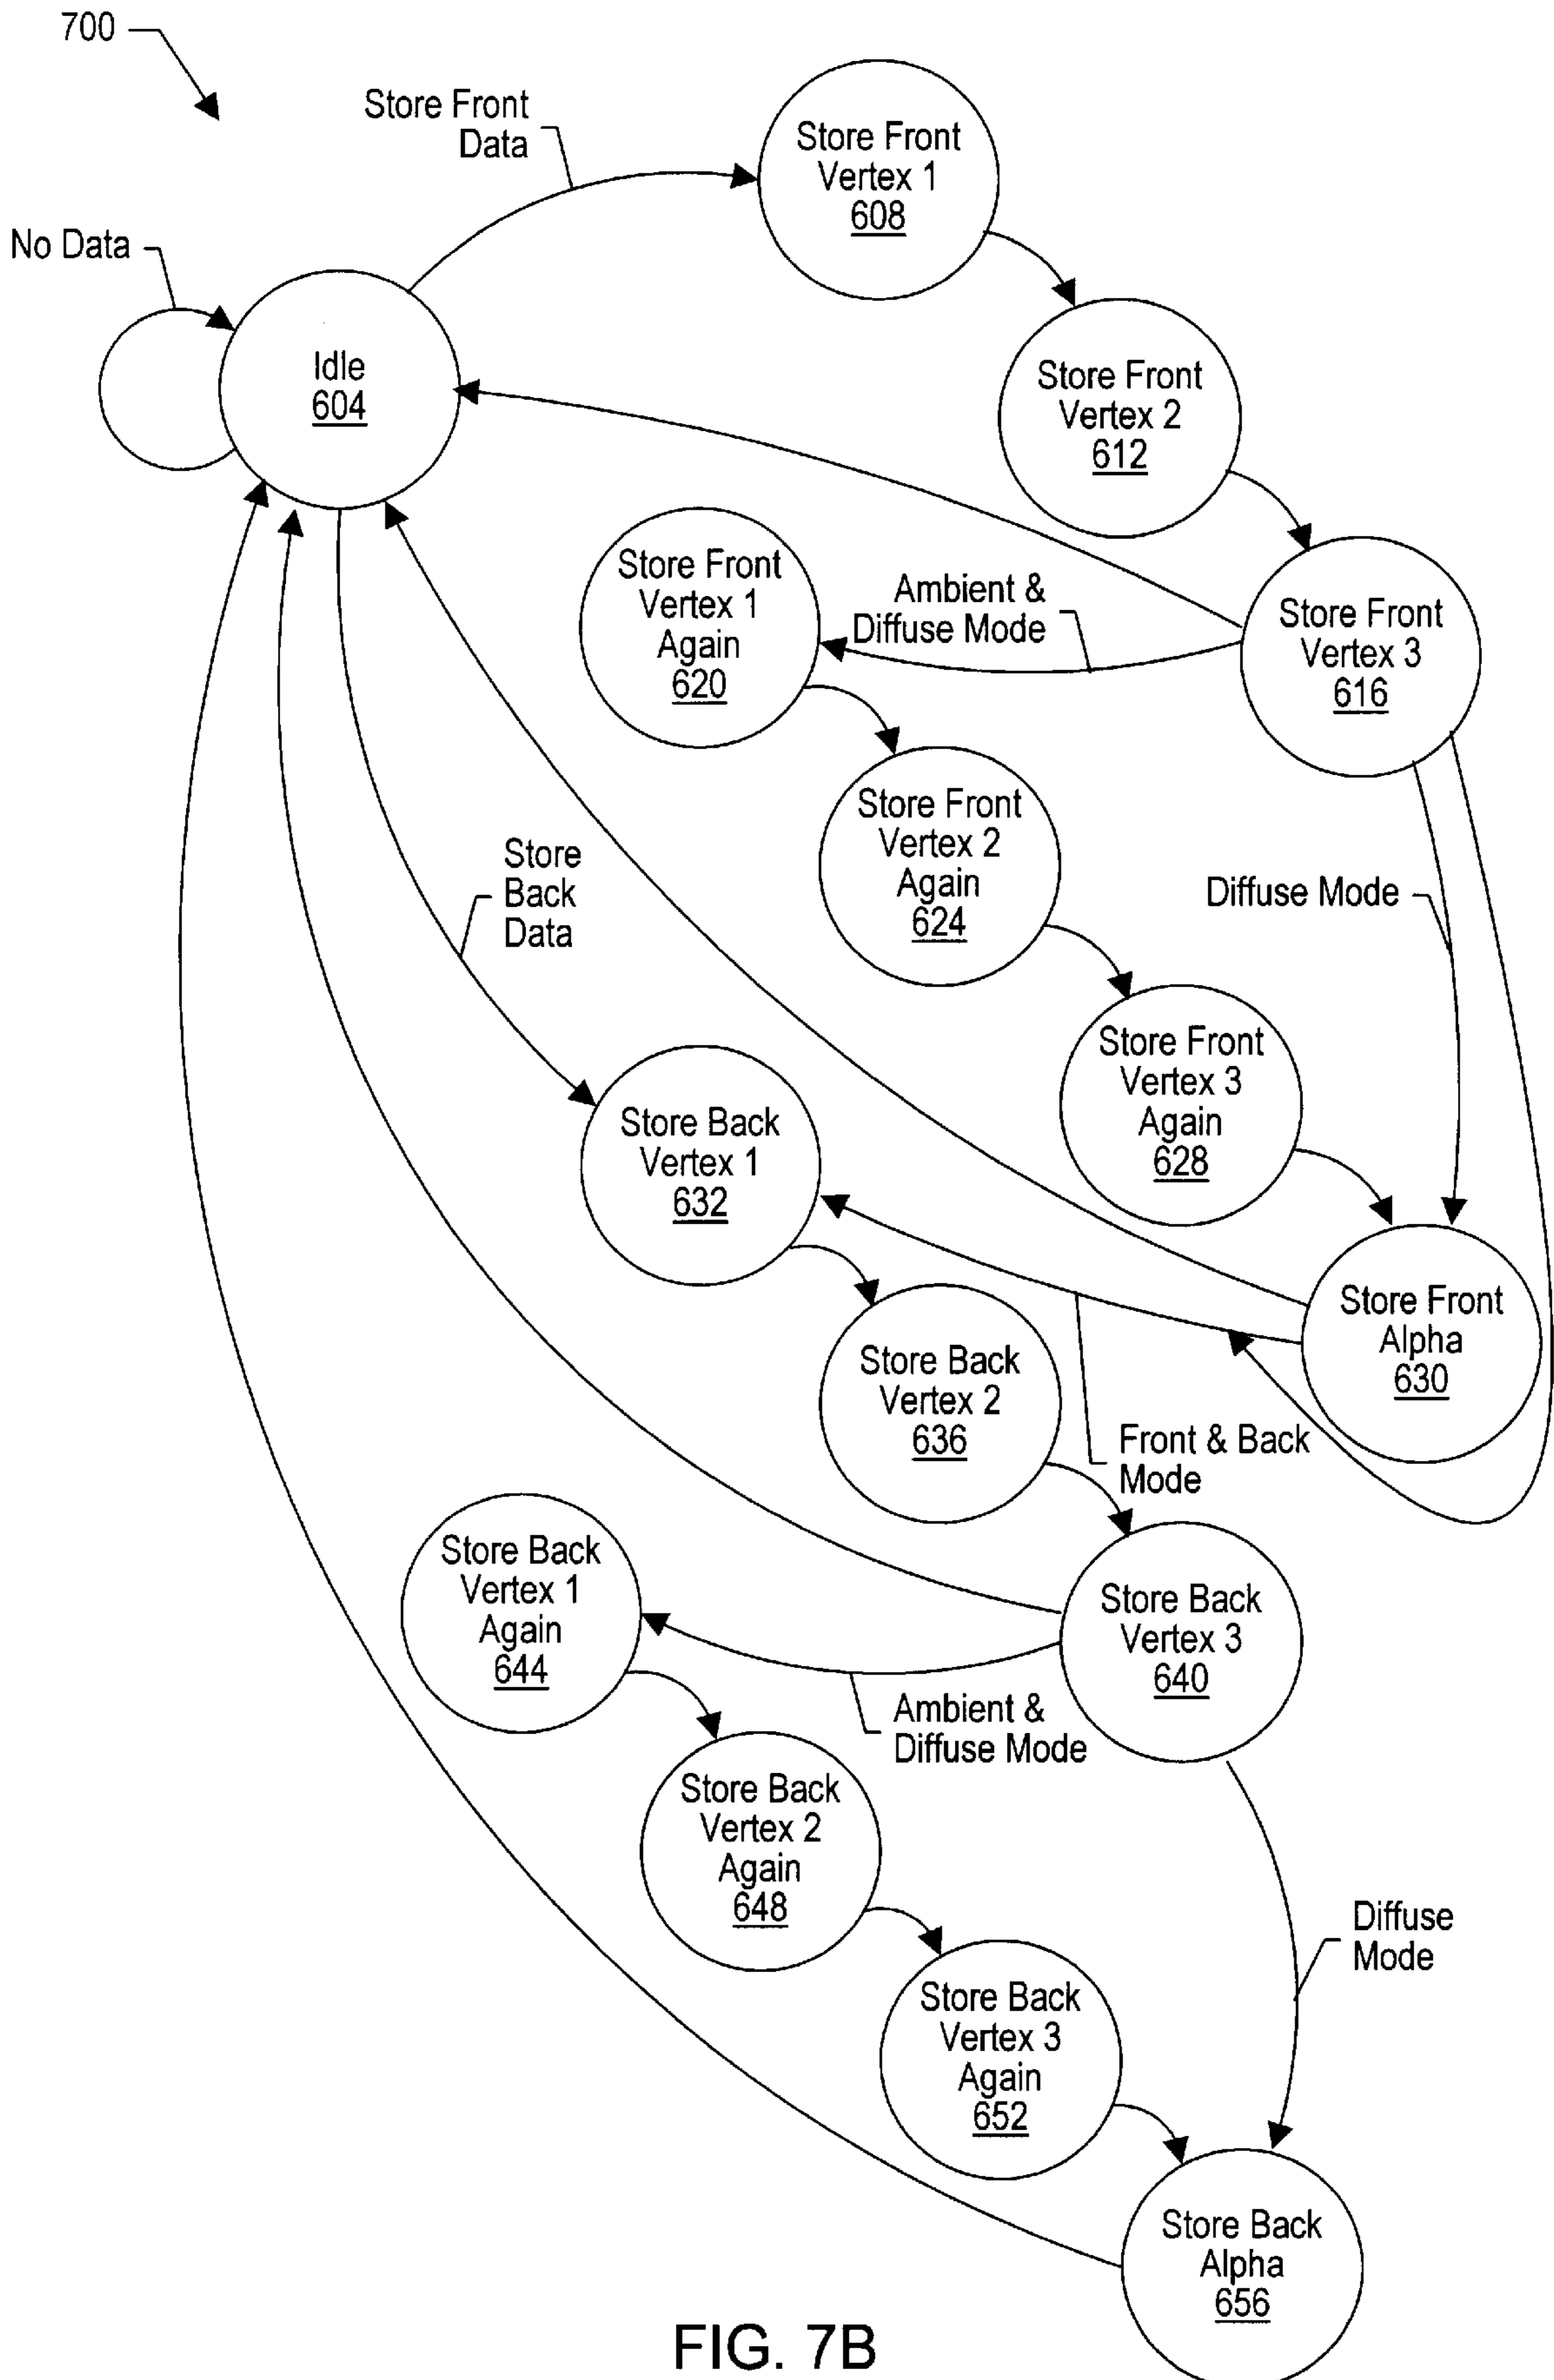 700
Store Front
Data
Store Front
Vertex 1
608
No Data
Idle
604
Store Front
Vertex 2
612
Store Front
Vertex 1
Again
620
Ambient &
Diffuse Mode
Store Front
Vertex 3
616
Store Front
Vertex 2
Again
624
Store
Back
Data
Diffuse Mode
Store Front
Vertex 3
Again
628
Store Back
Vertex 1
632
Store Front
Alpha
630
Store Back
Vertex 2
636
Front & Back
Mode
Store Back
Vertex 1
Again
644
Store Back
Vertex 3
640
Ambient &
Diffuse Mode
Store Back
Vertex 2
Again
648
Diffuse
Mode
Store Back
Vertex 3
Again
652
Store Back
Alpha
656
FIG. 7B